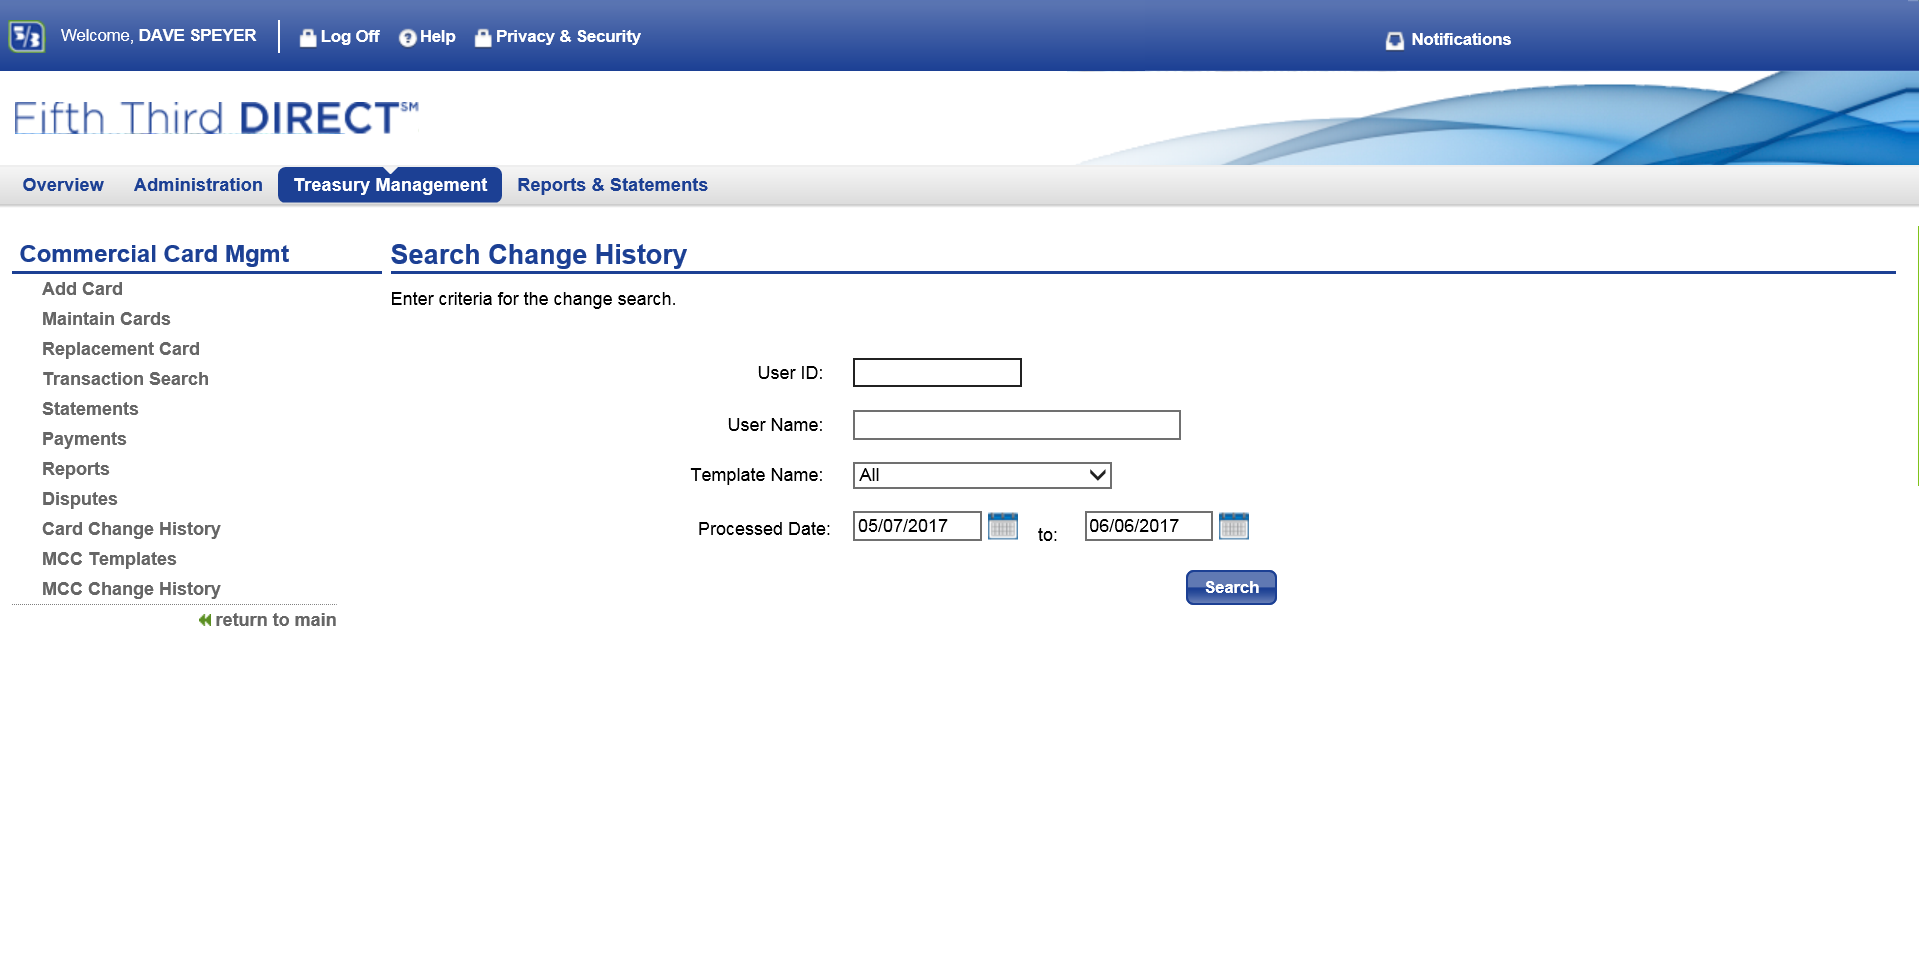 5/3 Welcome, DAVE SPEYER Log Off Help Privacy & Security Notifications
Fifth Third DIRECT℠
Overview Administration Treasury Management Reports & Statements
Commercial Card Mgmt
Add Card
Maintain Cards
Replacement Card
Transaction Search
Statements
Payments
Reports
Disputes
Card Change History
MCC Templates
MCC Change History
return to main
Search Change History
Enter criteria for the change search.
User ID:
User Name:
Template Name: All
Processed Date: 05/07/2017 to: 06/06/2017
Search